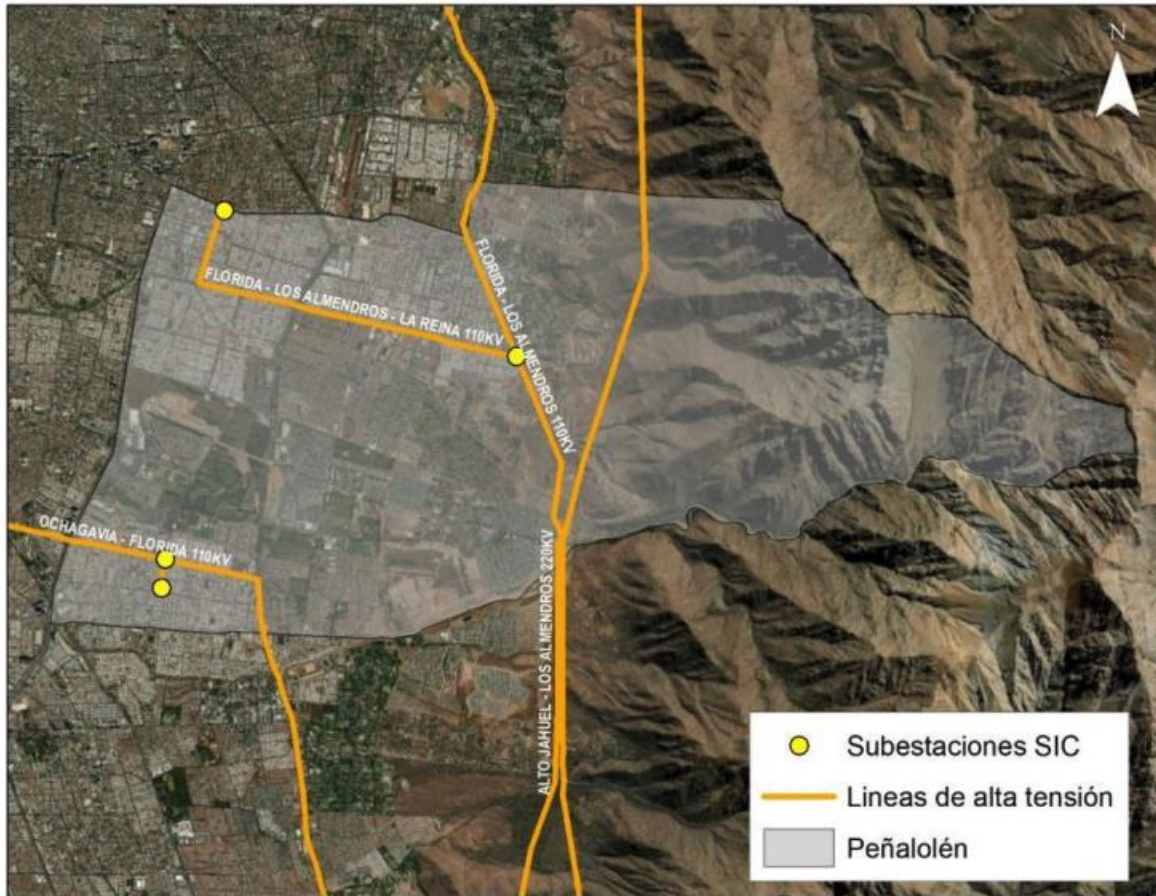 N
FLORIDA - LOS ALMENDROS - LA REINA 110KV
FLORIDA - LOS ALMENDROS 110KV
OCHAGAVIA - FLORIDA 110KV
ALTO JAHUEL - LOS ALMENDROS 220KV
Subestaciones SIC
Lineas de alta tensión
Peñalolén